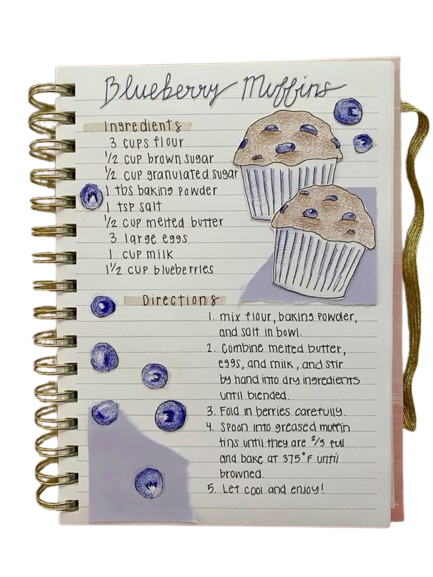 Blueberry Muffins
Ingredients
3 cups flour
1/2 cup brown sugar
1/2 cup granulated sugar
1 tbs baking powder
1 tsp salt
1/2 cup melted butter
3 large eggs
1 cup milk
1 1/2 cup blueberries
Directions
1. mix flour, baking powder,
and salt in bowl.
2. Combine melted butter,
eggs, and milk, and stir
by hand into dry ingredients
until blended.
3. Fold in berries carefully.
4. Spoon into greased muffin
tins until they are 2/3 full
and bake at 375°F until
browned.
5. Let cool and enjoy!